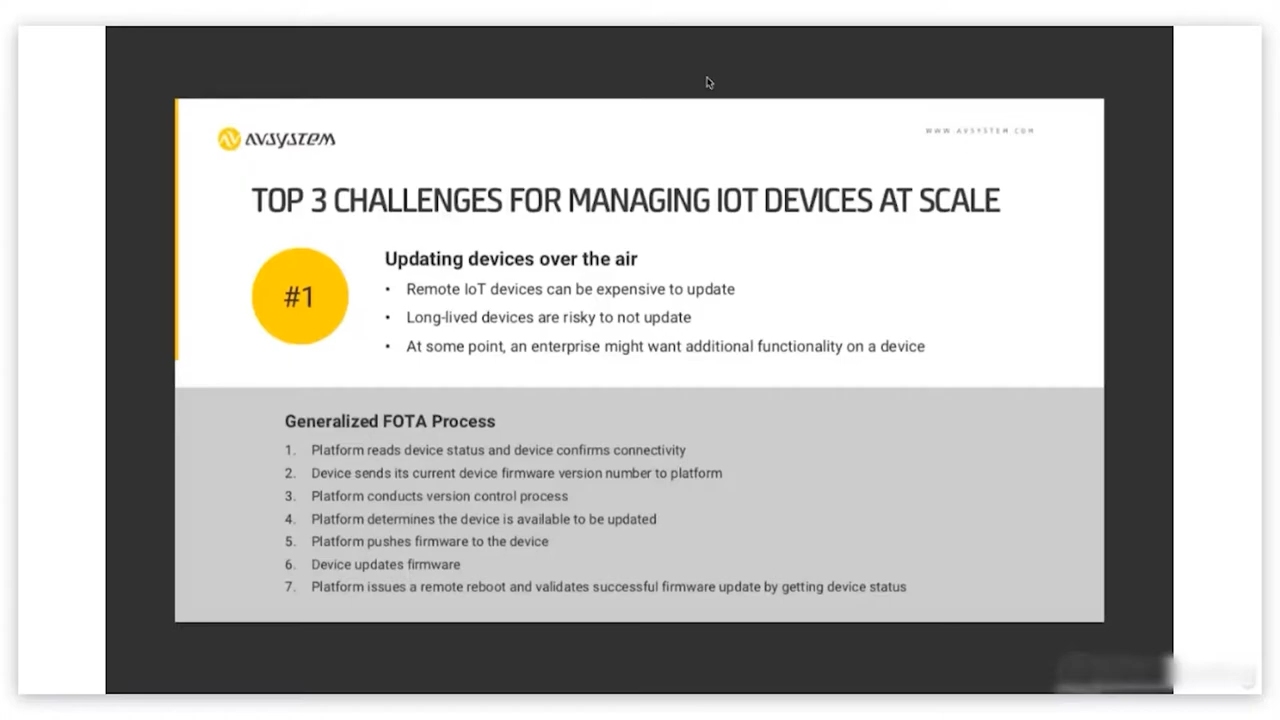 AVSYSTEM
WWW.AVSYSTEM.COM
TOP 3 CHALLENGES FOR MANAGING IOT DEVICES AT SCALE
#1
Updating devices over the air
• Remote IoT devices can be expensive to update
• Long-lived devices are risky to not update
• At some point, an enterprise might want additional functionality on a device
Generalized FOTA Process
1. Platform reads device status and device confirms connectivity
2. Device sends its current device firmware version number to platform
3. Platform conducts version control process
4. Platform determines the device is available to be updated
5. Platform pushes firmware to the device
6. Device updates firmware
7. Platform issues a remote reboot and validates successful firmware update by getting device status